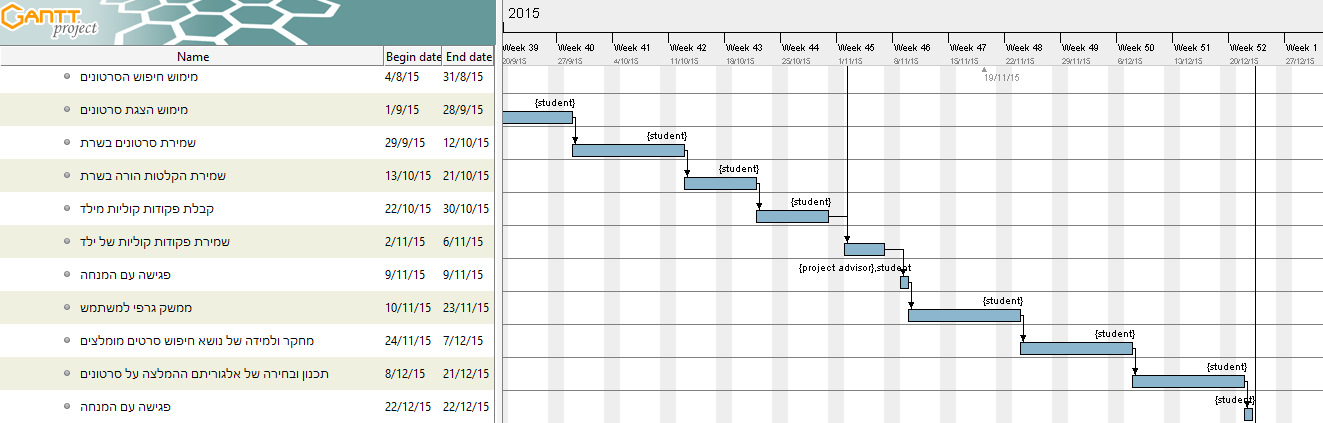 GANTT
project
2015
Name Begin date End date
Week 39 Week 40 Week 41 Week 42 Week 43 Week 44 Week 45 Week 46 Week 47 Week 48 Week 49 Week 50 Week 51 Week 52 Week 1
20/9/15 27/9/15 4/10/15 11/10/15 18/10/15 25/10/15 1/11/15 8/11/15 15/11/15 22/11/15 29/11/15 6/12/15 13/12/15 20/12/15 27/12/15
19/11/15
מימוש חיפוש הסרטונים 4/8/15 31/8/15
מימוש הצגת סרטונים 1/9/15 28/9/15 {student}
שמירת סרטונים בשרת 29/9/15 12/10/15 {student}
שמירת הקלטות הורה בשרת 13/10/15 21/10/15 {student}
קבלת פקודות קוליות מילד 22/10/15 30/10/15 {student}
שמירת פקודות קוליות של ילד 2/11/15 6/11/15
פגישה עם המנחה 9/11/15 9/11/15 {project advisor},student
ממשק גרפי למשתמש 10/11/15 23/11/15 {student}
מחקר ולמידה של נושא חיפוש סרטים מומלצים 24/11/15 7/12/15 {student}
תכנון ובחירה של אלגוריתם ההמלצה על סרטונים 8/12/15 21/12/15 {student}
פגישה עם המנחה 22/12/15 22/12/15 {student}